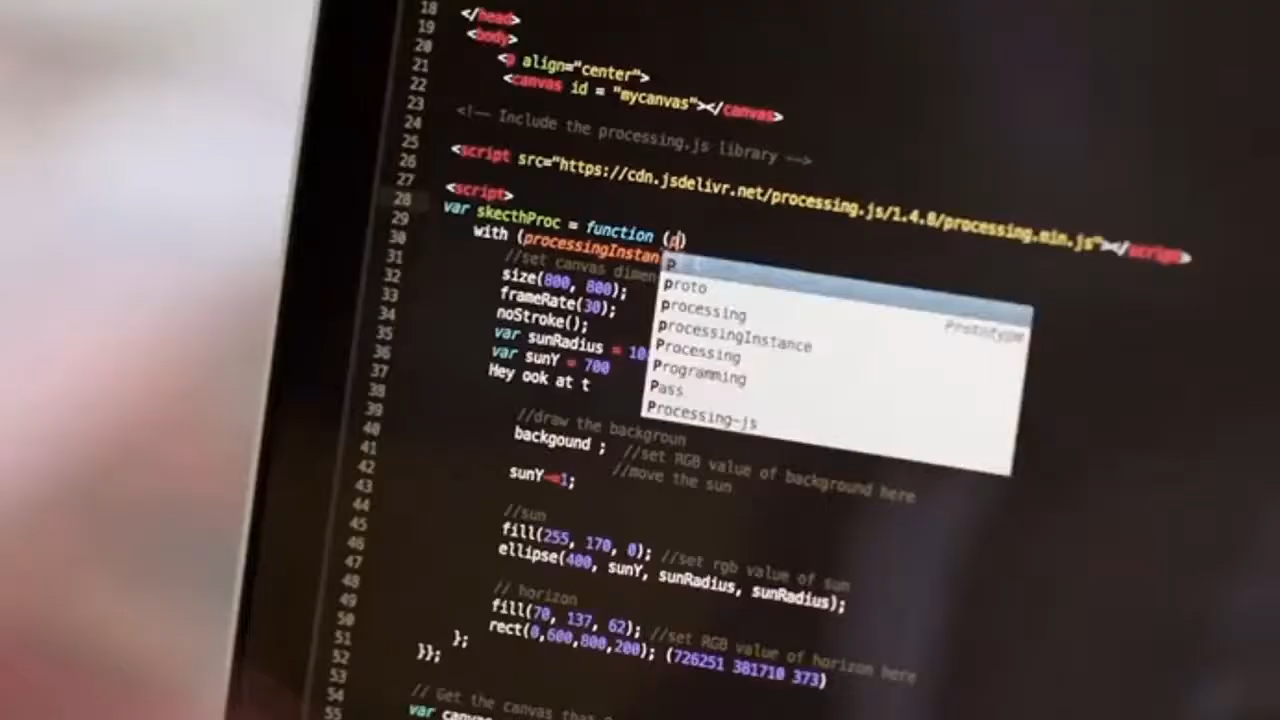 18
19
20
21
22
23
24
25
26
27
28
29
30
31
32
33
34
35
36
37
38
39
40
41
42
43
44
45
46
47
48
49
50
51
52
53
54
55
</head>
<body>
<p align="center">
<canvas id = "mycanvas"></canvas>
<!-- Include the processing.js library -->
<script src="https://cdn.jsdelivr.net/processing.js/1.4.8/processing.min.js"></script>
<script>
var skecthProc = function (p)
with (processingInstan
//set canvas dimen
size(800, 800);
frameRate(30);
noStroke();
var sunRadius = 10
var sunY = 700
Hey ook at t
p
proto Prototype
processing
processingInstance
Processing
Programming
Pass
Processing-js
//draw the backgroun
backgound ; //set RGB value of background here
sunY-=1; //move the sun
//sun
fill(255, 170, 0); //set rgb value of sun
ellipse(400, sunY, sunRadius, sunRadius);
// horizon
fill(70, 137, 62); //set RGB value of horizon here
rect(0,600,800,200); (726251 381710 373)
};
}};
// Get the canvas that
var canvas